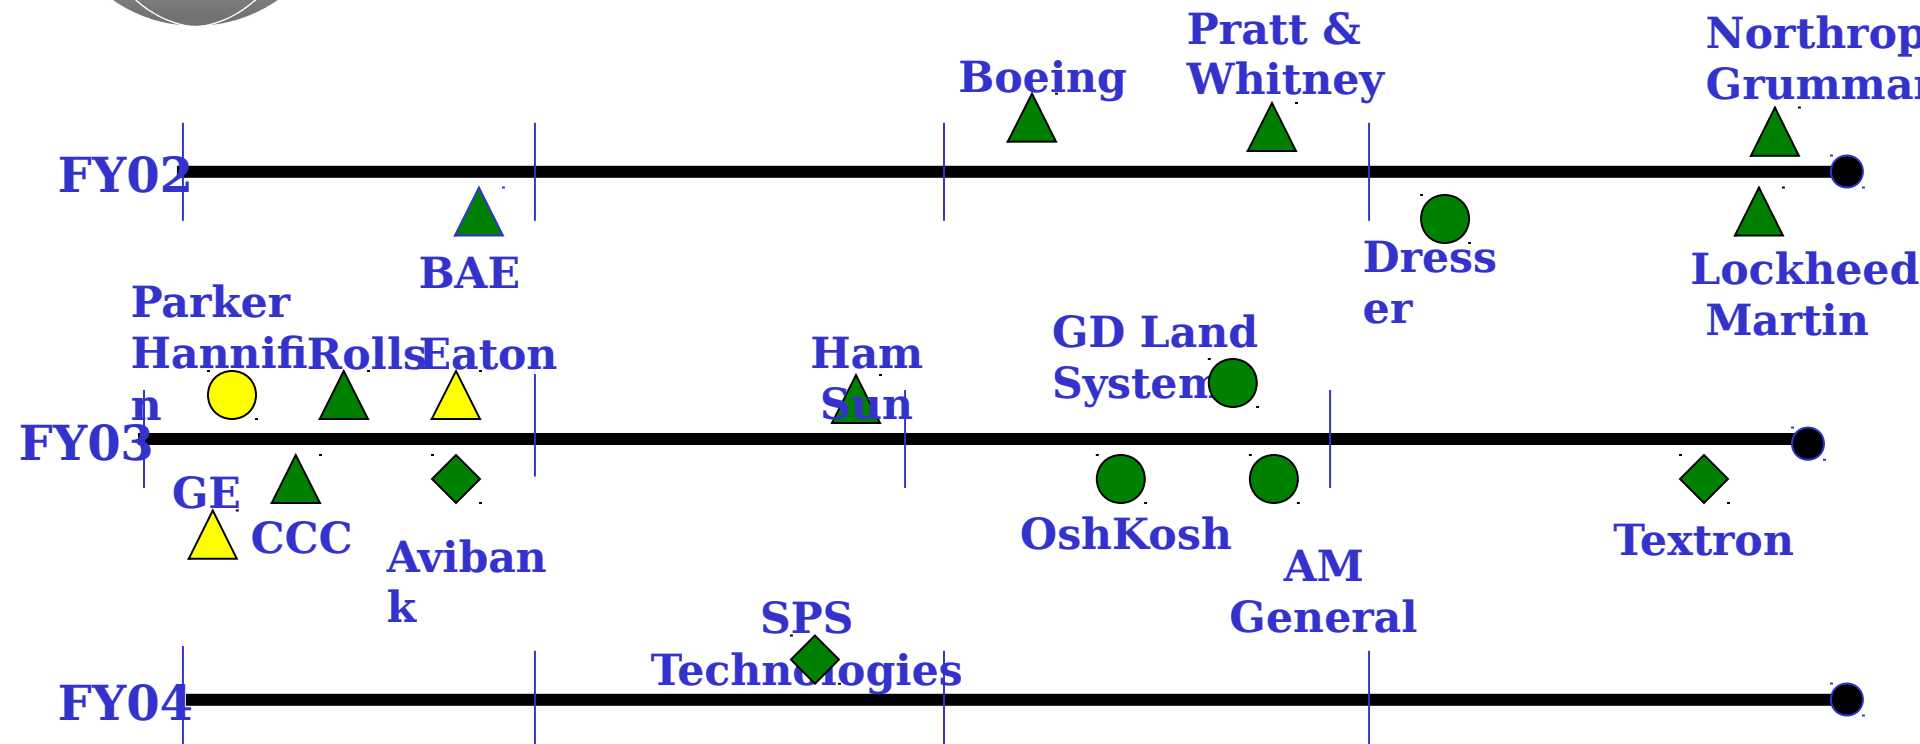 Pratt &
Whitney
Northrop
Grumman
Boeing
FY02
BAE
Dress
er
Lockheed
Martin
Parker
Hannifi
n
Rolls
Eaton
Ham
Sun
GD Land
System
FY03
GE
CCC
Aviban
k
OshKosh
AM
General
Textron
SPS
Technologies
FY04